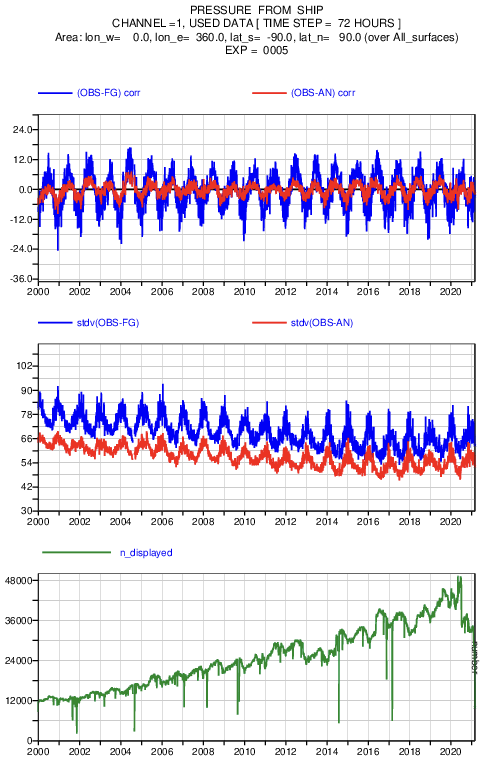 PRESSURE FROM SHIP
CHANNEL =1, USED DATA [ TIME STEP = 72 HOURS ]
Area: lon_w= 0.0, lon_e= 360.0, lat_s= -90.0, lat_n= 90.0 (over All_surfaces)
EXP = 0005
(OBS-FG) corr (OBS-AN) corr
24.0
12.0
0.0
-12.0
-24.0
-36.0
2000 2002 2004 2006 2008 2010 2012 2014 2016 2018 2020
stdv(OBS-FG) stdv(OBS-AN)
102
90
78
66
54
42
30
2000 2002 2004 2006 2008 2010 2012 2014 2016 2018 2020
n_displayed
48000
36000
24000
12000
0
number
2000 2002 2004 2006 2008 2010 2012 2014 2016 2018 2020